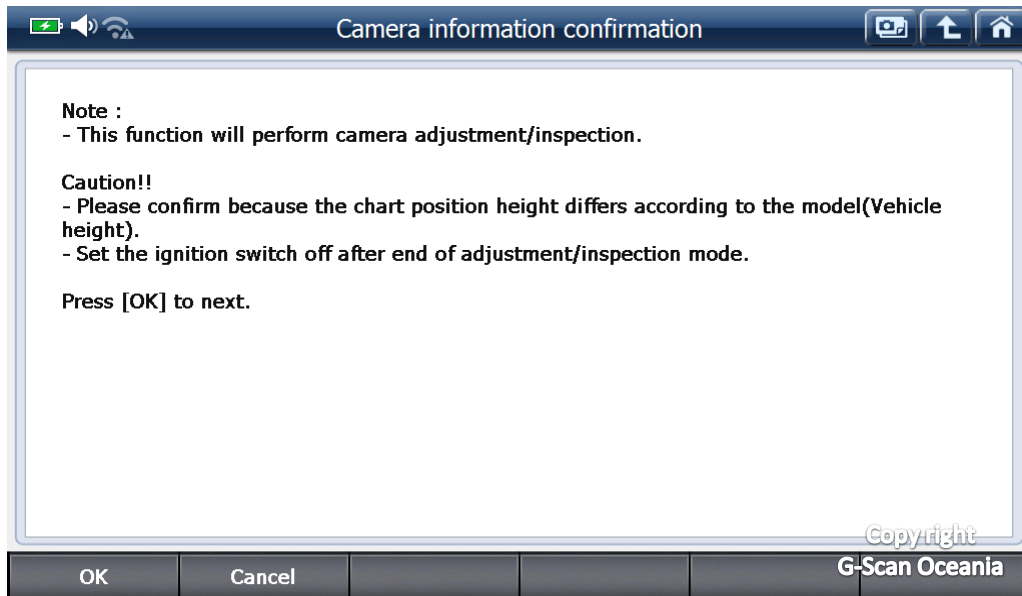 Camera information confirmation
Note :
- This function will perform camera adjustment/inspection.
Caution!!
- Please confirm because the chart position height differs according to the model(Vehicle
height).
- Set the ignition switch off after end of adjustment/inspection mode.
Press [OK] to next.
Copy right
G-Scan Oceania
OK
Cancel